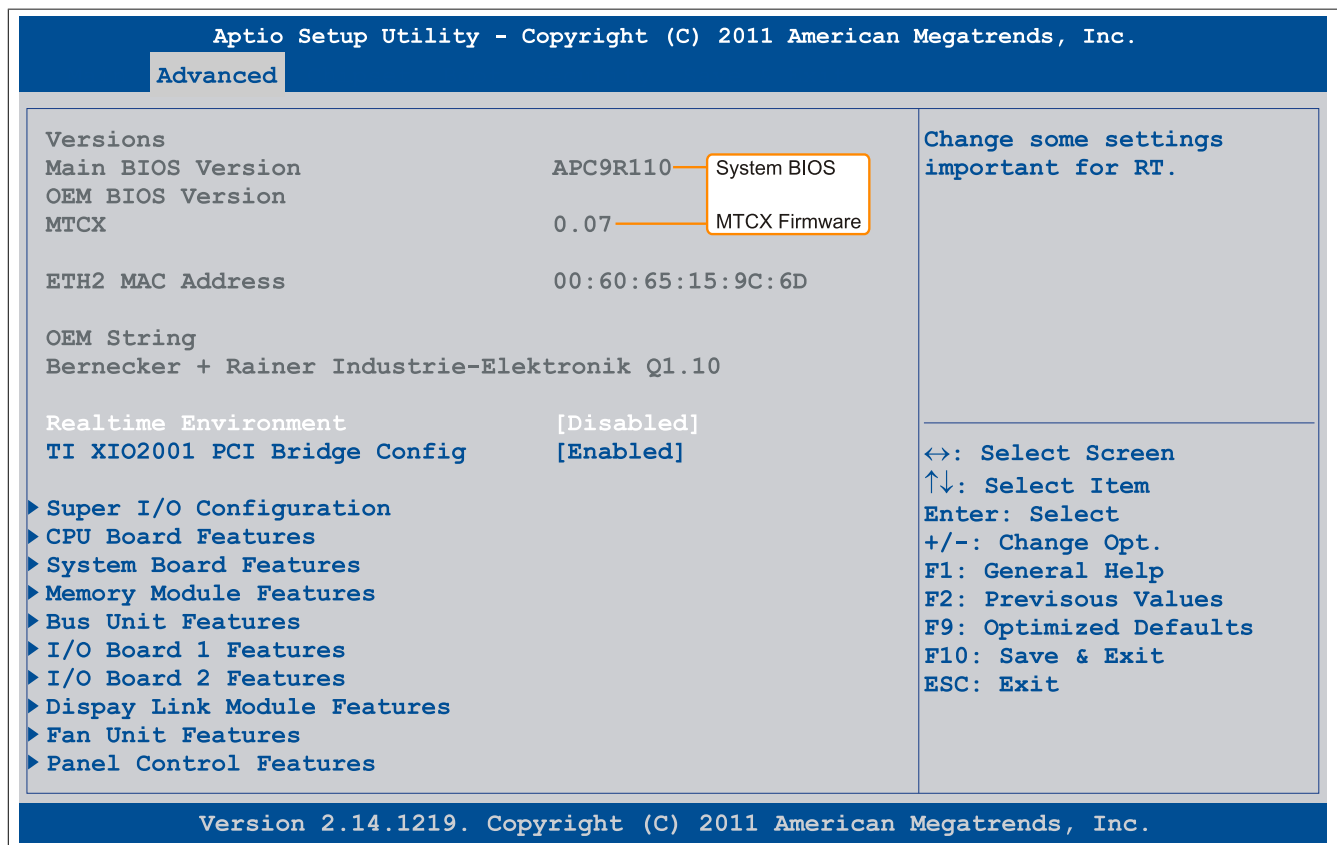 Aptio Setup Utility - Copyright (C) 2011 American Megatrends, Inc.
Advanced
Versions
Main BIOS Version APC9R110 System BIOS
OEM BIOS Version
MTCX 0.07 MTCX Firmware
ETH2 MAC Address 00:60:65:15:9C:6D
OEM String
Bernecker + Rainer Industrie-Elektronik Q1.10
Realtime Environment [Disabled]
TI XIO2001 PCI Bridge Config [Enabled]
Super I/O Configuration
CPU Board Features
System Board Features
Memory Module Features
Bus Unit Features
I/O Board 1 Features
I/O Board 2 Features
Dispay Link Module Features
Fan Unit Features
Panel Control Features
Change some settings
important for RT.
↔: Select Screen
↑↓: Select Item
Enter: Select
+/-: Change Opt.
F1: General Help
F2: Previsous Values
F9: Optimized Defaults
F10: Save & Exit
ESC: Exit
Version 2.14.1219. Copyright (C) 2011 American Megatrends, Inc.